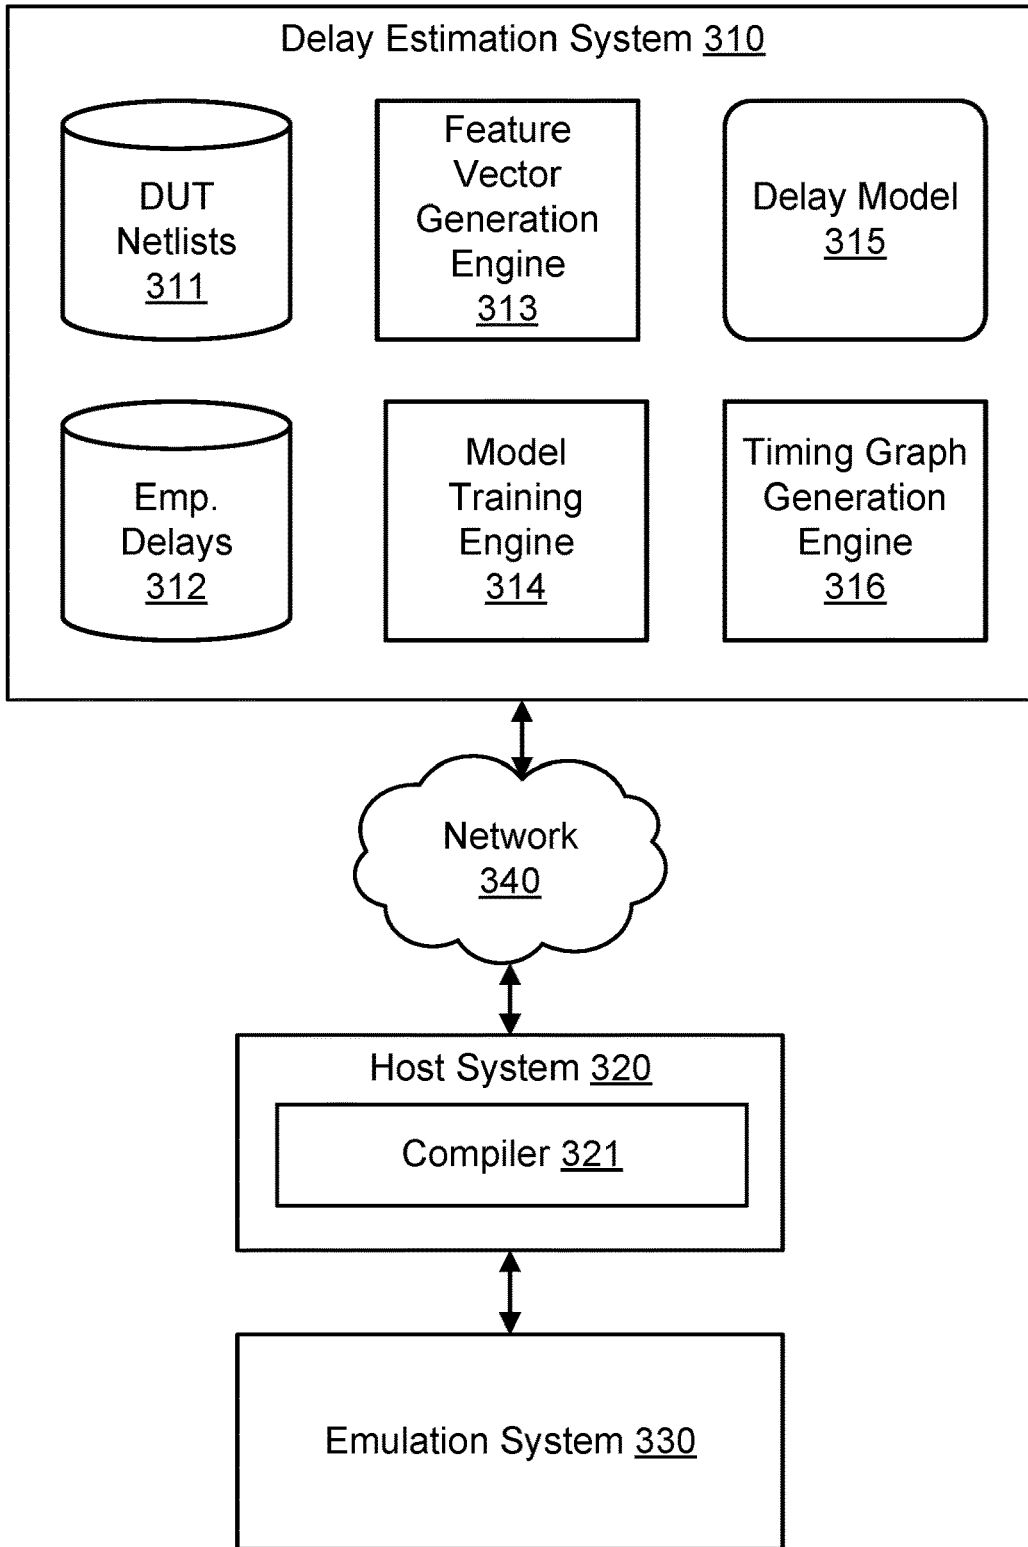 Delay Estimation System 310
DUT
Netlists
311
Feature
Vector
Generation
Engine
313
Delay Model
315
Emp.
Delays
312
Model
Training
Engine
314
Timing Graph
Generation
Engine
316
Network
340
Host System 320
Compiler 321
Emulation System 330